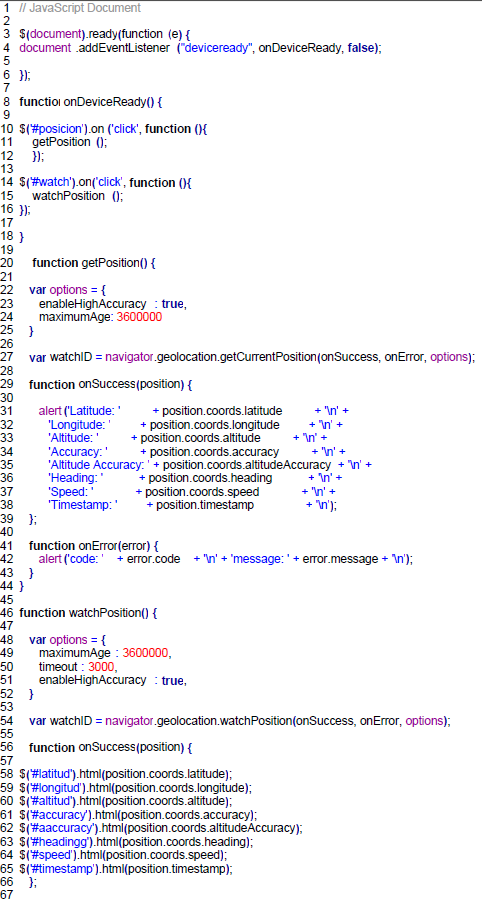 1 // JavaScript Document
2
3 $(document).ready(function (e) {
4 document .addEventListener ("deviceready", onDeviceReady, false);
5
6 });
7
8 functioı onDeviceReady() {
9
10 $('#posicion').on ('click', function (){
11 getPosition ();
12 });
13
14 $('#watch').on('click', function (){
15 watchPosition ();
16 });
17
18 }
19
20 function getPosition() {
21
22 var options = {
23 enableHighAccuracy : true,
24 maximumAge: 3600000
25 }
26
27 var watchID = navigator.geolocation.getCurrentPosition(onSuccess, onError, options);
28
29 function onSuccess(position) {
30
31 alert ('Latitude: ' + position.coords.latitude + '\n' +
32 'Longitude: ' + position.coords.longitude + '\n' +
33 'Altitude: ' + position.coords.altitude + '\n' +
34 'Accuracy: ' + position.coords.accuracy + '\n' +
35 'Altitude Accuracy: ' + position.coords.altitudeAccuracy + '\n' +
36 'Heading: ' + position.coords.heading + '\n' +
37 'Speed: ' + position.coords.speed + '\n' +
38 'Timestamp: ' + position.timestamp + '\n');
39 };
40
41 function onError(error) {
42 alert ('code: ' + error.code + '\n' + 'message: ' + error.message + '\n');
43 }
44 }
45
46 function watchPosition() {
47
48 var options = {
49 maximumAge : 3600000,
50 timeout : 3000,
51 enableHighAccuracy : true,
52 }
53
54 var watchID = navigator.geolocation.watchPosition(onSuccess, onError, options);
55
56 function onSuccess(position) {
57
58 $('#latitud').html(position.coords.latitude);
59 $('#longitud').html(position.coords.longitude);
60 $('#altitud').html(position.coords.altitude);
61 $('#accuracy').html(position.coords.accuracy);
62 $('#aaccuracy').html(position.coords.altitudeAccuracy);
63 $('#headingg').html(position.coords.heading);
64 $('#speed').html(position.coords.speed);
65 $('#timestamp').html(position.timestamp);
66 };
67